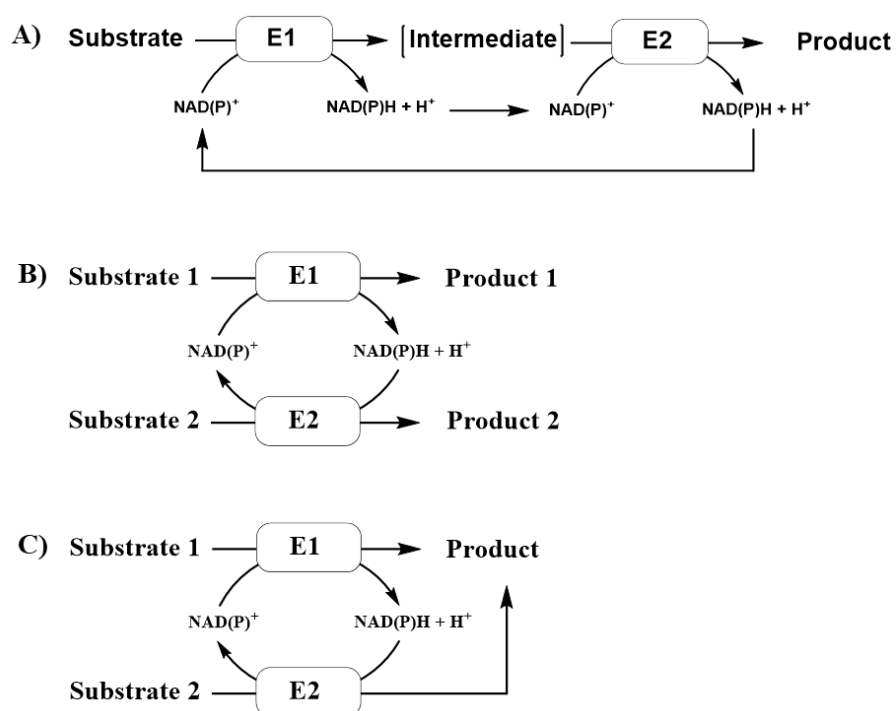 A) Substrate E1 [Intermediate] E2 Product
NAD(P)⁺ NAD(P)H + H⁺ NAD(P)⁺ NAD(P)H + H⁺
B) Substrate 1 E1 Product 1
NAD(P)⁺ NAD(P)H + H⁺
Substrate 2 E2 Product 2
C) Substrate 1 E1 Product
NAD(P)⁺ NAD(P)H + H⁺
Substrate 2 E2